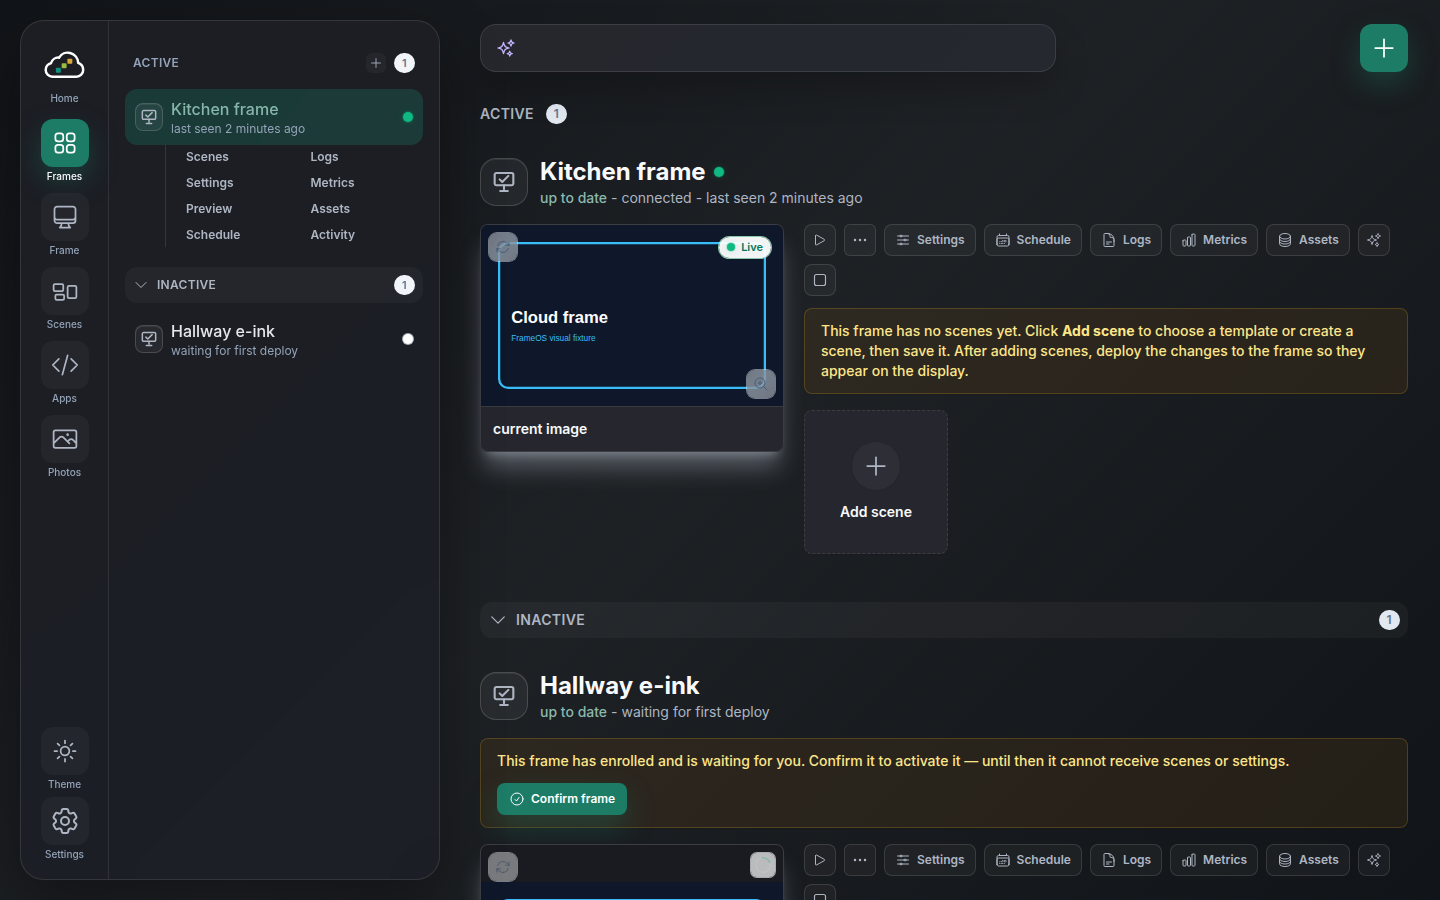 Home
Frames
Frame
Scenes
Apps
Photos
Theme
Settings
ACTIVE
1
Kitchen frame
last seen 2 minutes ago
Scenes
Logs
Settings
Metrics
Preview
Assets
Schedule
Activity
INACTIVE
1
Hallway e-ink
waiting for first deploy
ACTIVE
1
Kitchen frame
up to date - connected - last seen 2 minutes ago
Live
Cloud frame
FrameOS visual fixture
current image
Settings
Schedule
Logs
Metrics
Assets
This frame has no scenes yet. Click Add scene to choose a template or create a
scene, then save it. After adding scenes, deploy the changes to the frame so they
appear on the display.
Add scene
INACTIVE
1
Hallway e-ink
up to date - waiting for first deploy
This frame has enrolled and is waiting for you. Confirm it to activate it — until then it cannot receive scenes or settings.
Confirm frame
Settings
Schedule
Logs
Metrics
Assets